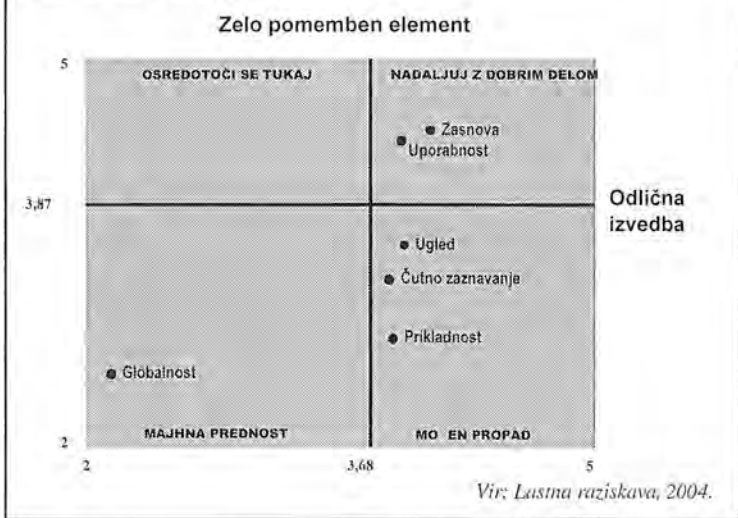 Zelo pomemben element
5
OSREDOTOČI SE TUKAJ
NADALJUJ Z DOBRIM DELOM
Zasnova
Uporabnost
3,87
Odlična
izvedba
Ugled
Čutno zaznavanje
Prikladnost
Globalnost
MAJHNA PREDNOST
MO EN PROPAD
2
2
3,68
5
Vir: Lastna raziskava, 2004.